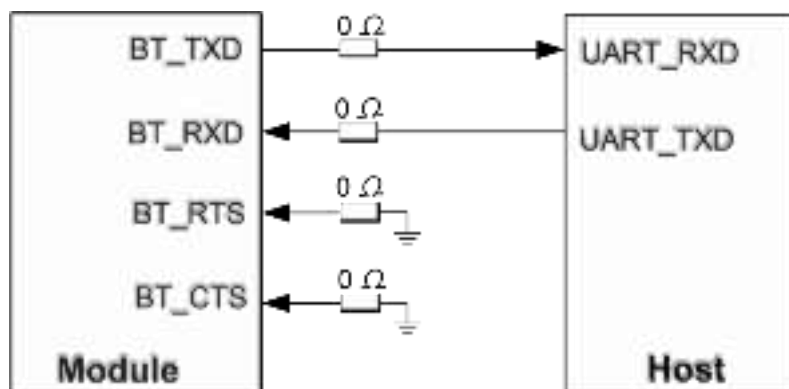 0 Ω
BT_TXD UART_RXD
0 Ω
BT_RXD UART_TXD
0 Ω
BT_RTS
0 Ω
BT_CTS
Module Host